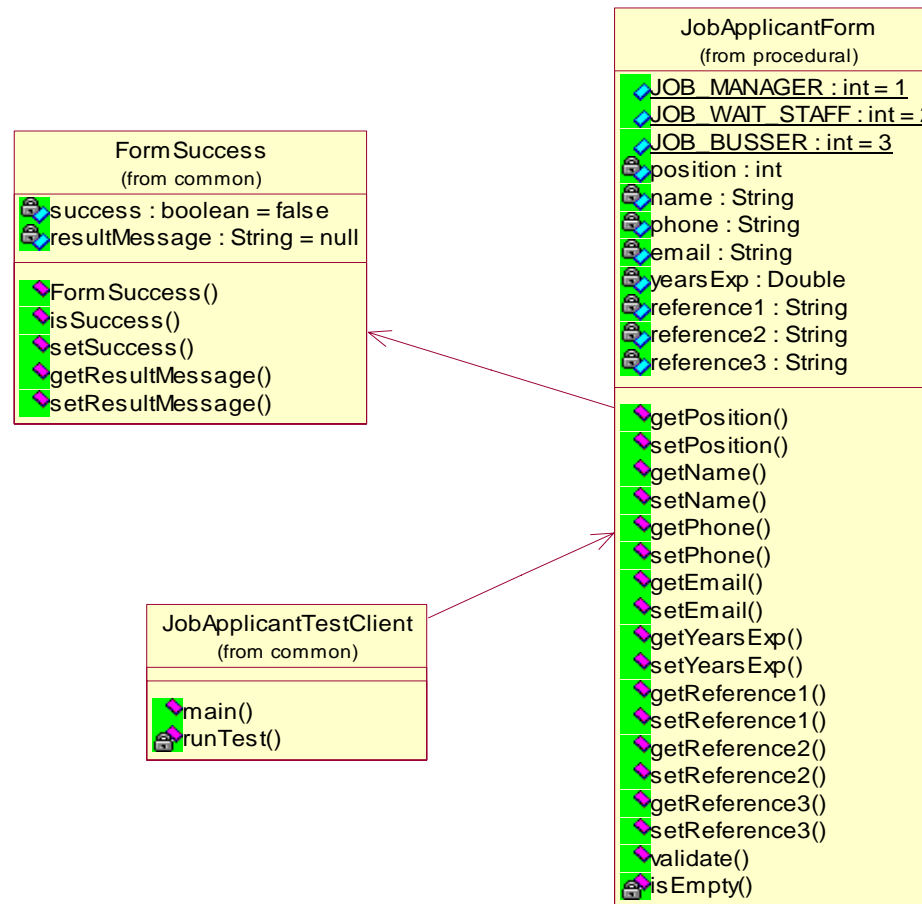 JobApplicantForm
(from procedural)
JOB_MANAGER : int = 1
JOB_WAIT_STAFF : int = 2
JOB_BUSSER : int = 3
position : int
name : String
phone : String
email : String
yearsExp : Double
reference1 : String
reference2 : String
reference3 : String
getPosition()
setPosition()
getName()
setName()
getPhone()
setPhone()
getEmail()
setEmail()
getYearsExp()
setYearsExp()
getReference1()
setReference1()
getReference2()
setReference2()
getReference3()
setReference3()
validate()
isEmpty()
FormSuccess
(from common)
success : boolean = false
resultMessage : String = null
FormSuccess()
isSuccess()
setSuccess()
getResultMessage()
setResultMessage()
JobApplicantTestClient
(from common)
main()
runTest()